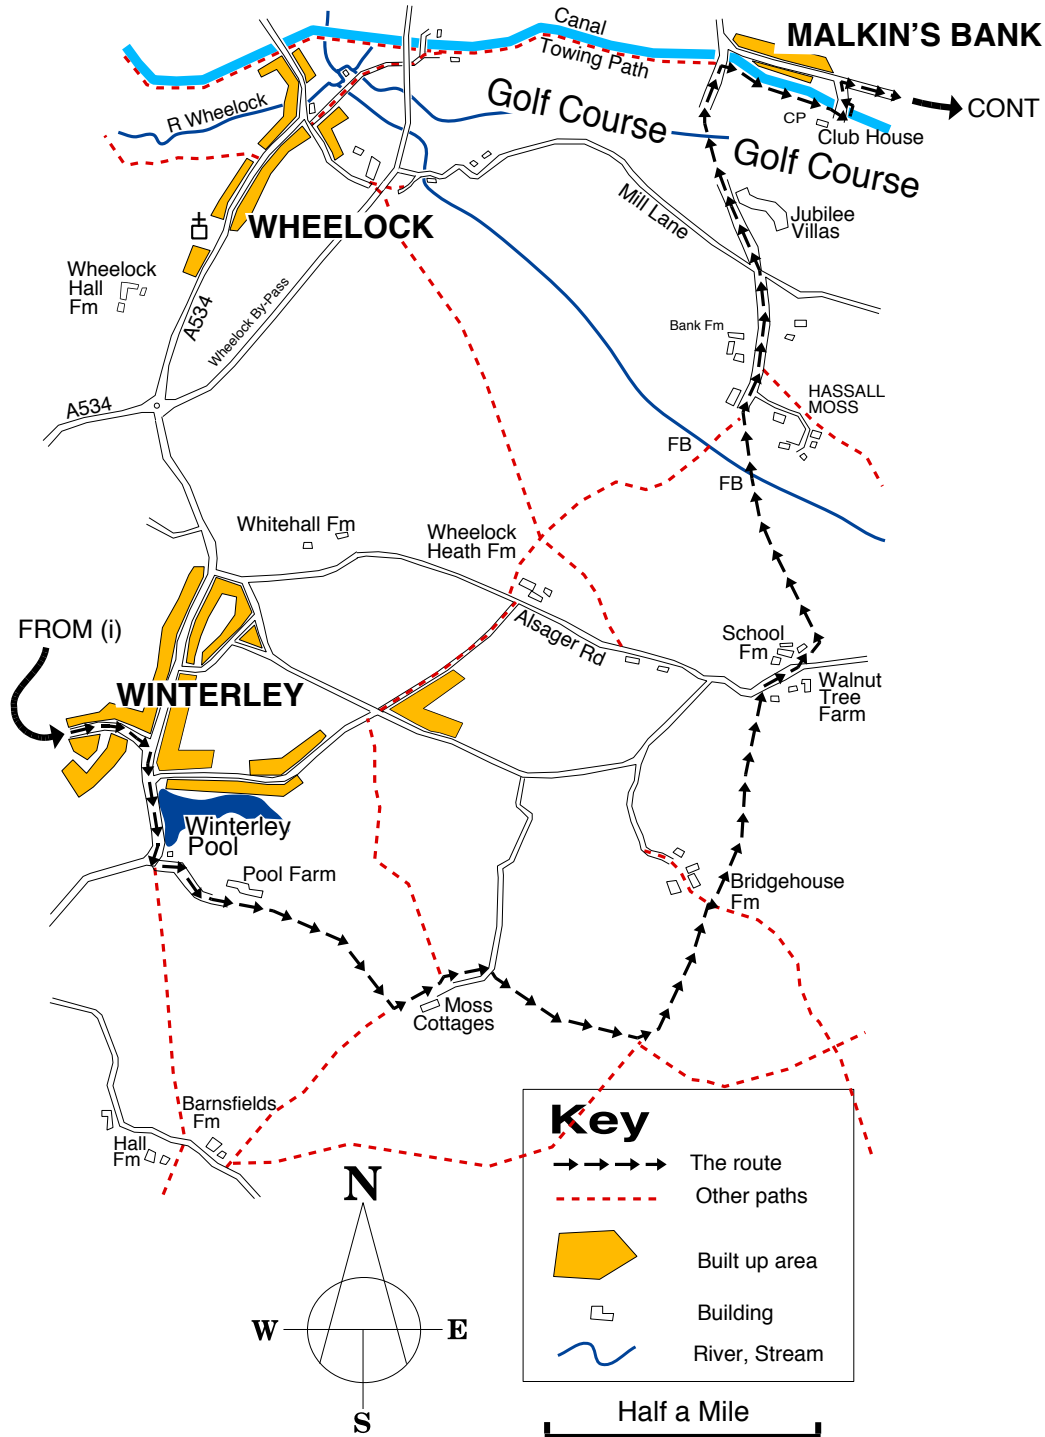 Canal
Towing Path
MALKIN'S BANK
R Wheelock
Golf Course
CP
CONT
Club House
Golf Course
Mill Lane
Jubilee
Villas
WHEELOCK
Wheelock
Hall
Fm
A534
Wheelock By-Pass
Bank Fm
A534
HASSALL
MOSS
FB
FB
Whitehall Fm
Wheelock
Heath Fm
FROM (i)
Alsager Rd
School
Fm
WINTERLEY
Walnut
Tree
Farm
Winterley
Pool
Pool Farm
Bridgehouse
Fm
Moss
Cottages
Barnsfields
Fm
Hall
Fm
Key
The route
Other paths
Built up area
Building
River, Stream
N
W
E
S
Half a Mile